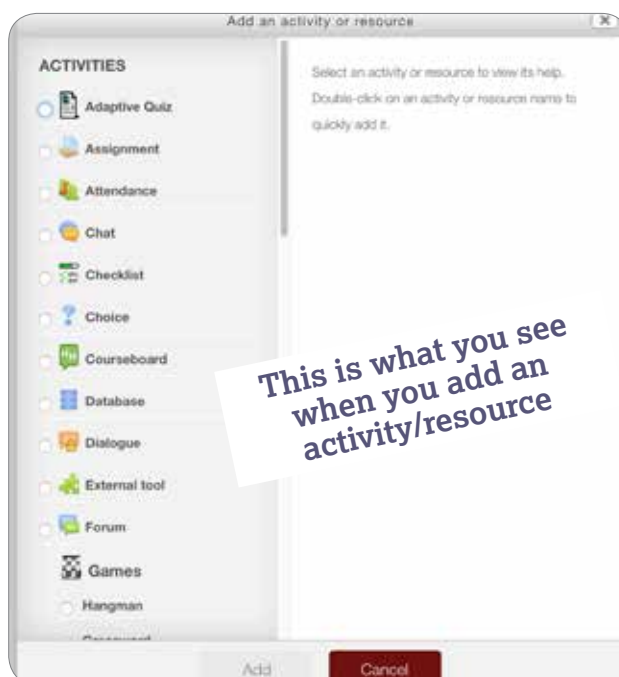 Add an activity or resource
ACTIVITIES
Adaptive Quiz
Assignment
Attendance
Chat
Checklist
Choice
Courseboard
Database
Dialogue
External tool
Forum
Games
Hangman
Select an activity or resource to view its help.
Double-click on an activity or resource name to
quickly add it.
This is what you see
when you add an
activity/resource
Add
Cancel